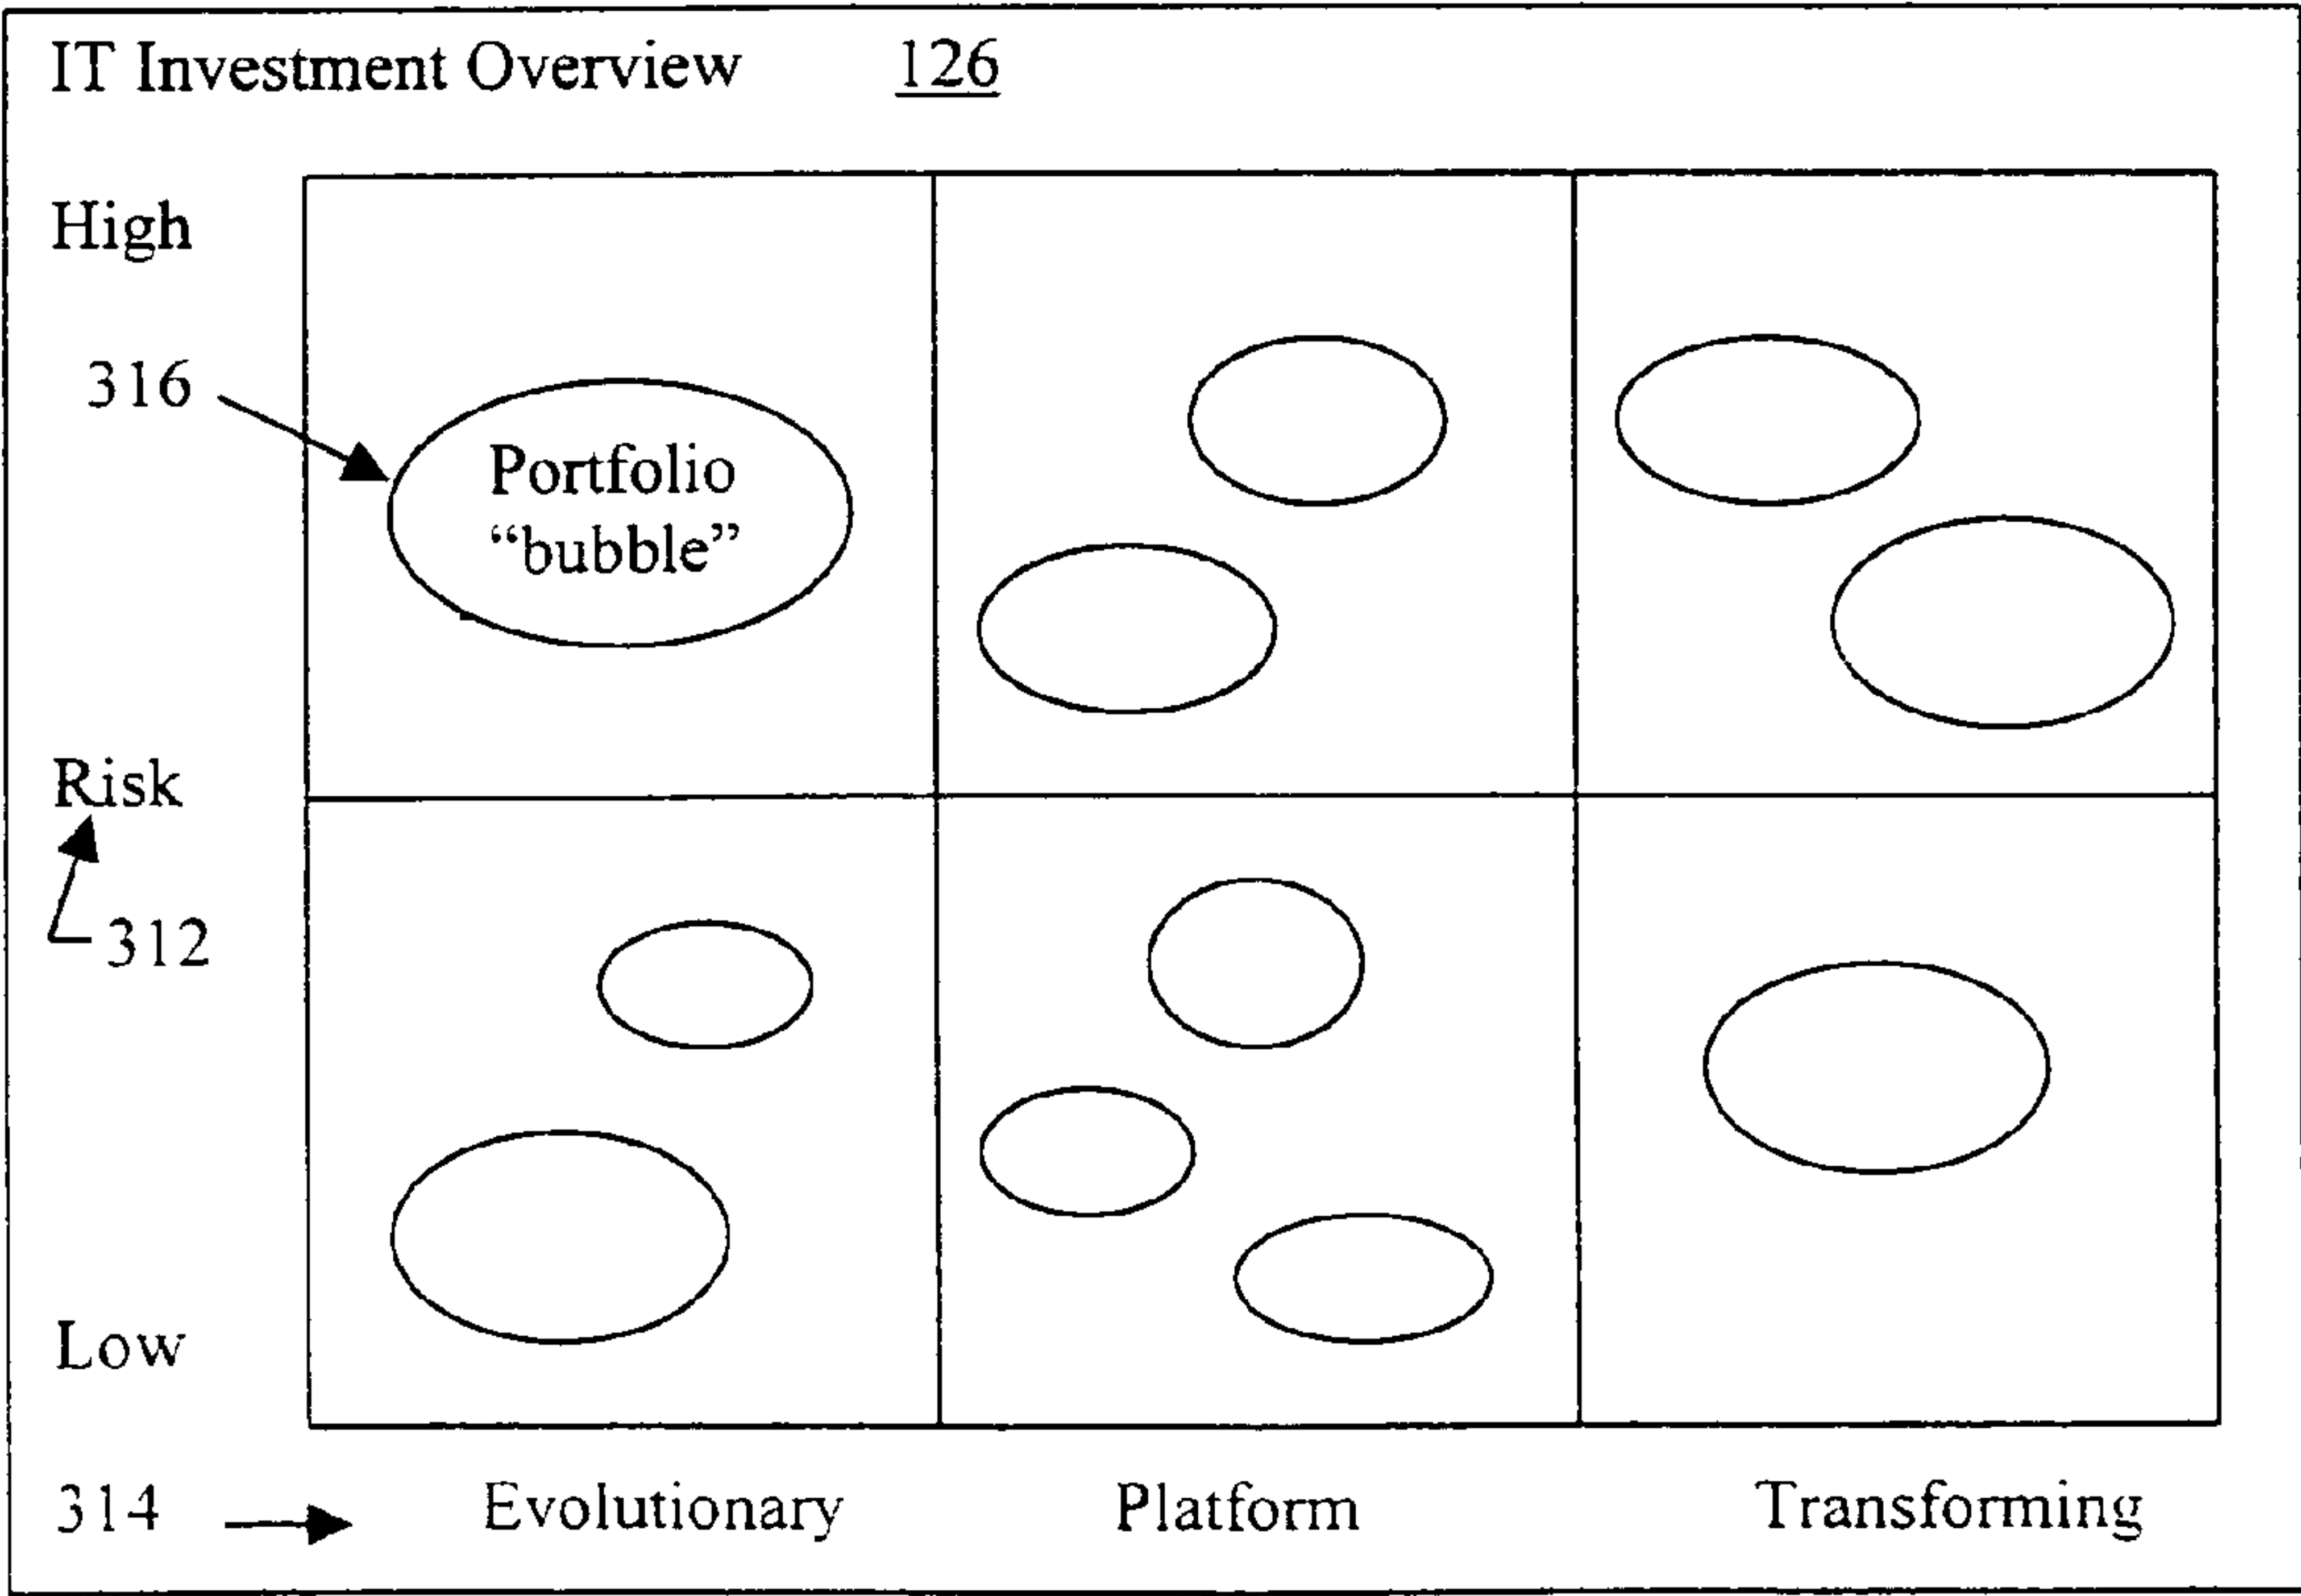 IT Investment Overview 126
High
316
Portfolio
“bubble”
Risk
312
Low
314 Evolutionary Platform Transforming